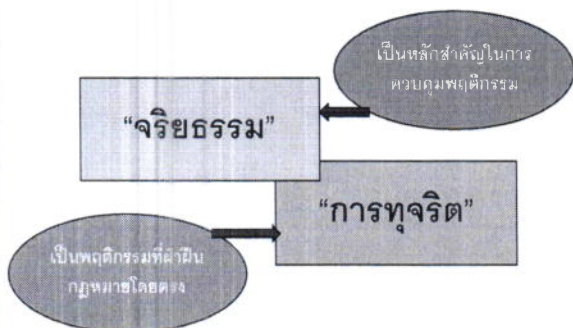 เป็นหลักสำคัญในการ
ควบคุมพฤติกรรม
“จริยธรรม”
“การทุจริต”
เป็นพฤติกรรมที่ฝ่าฝืน
กฎหมายโดยตรง